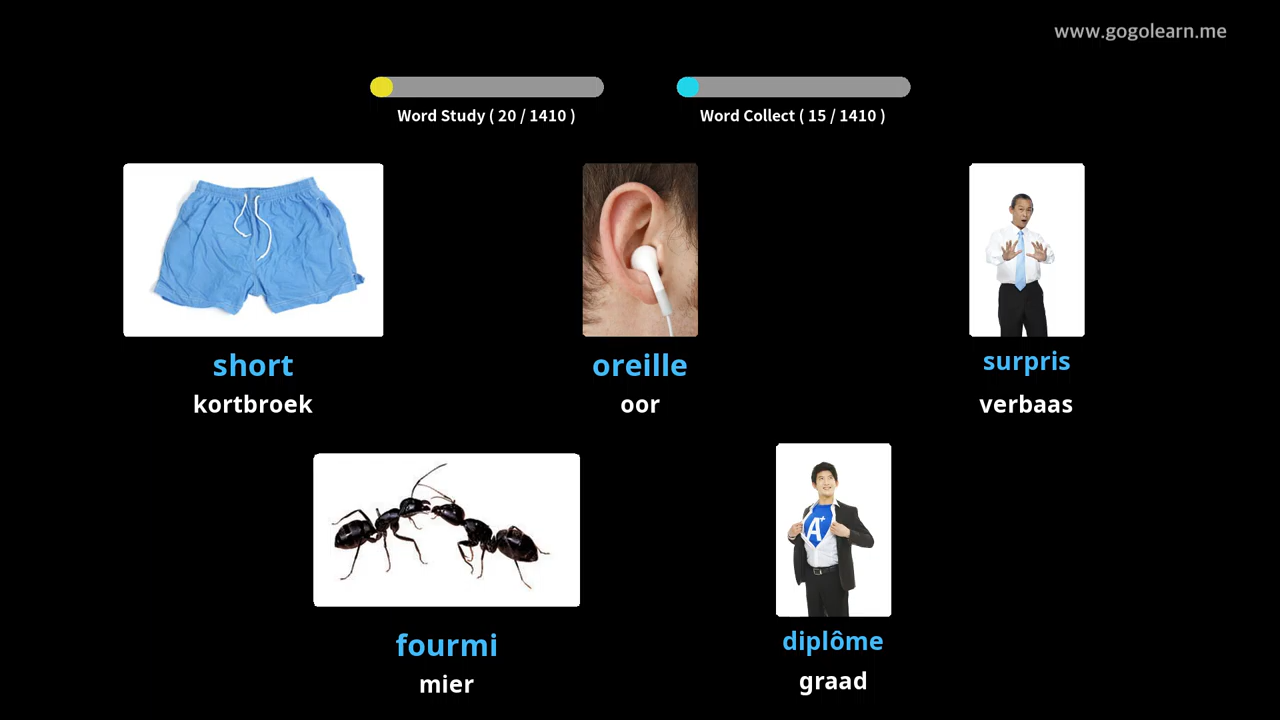 www.gogolearn.me
Word Study ( 20 / 1410 )
Word Collect ( 15 / 1410 )
short
kortbroek
oreille
oor
surpris
verbaas
fourmi
mier
A+
diplôme
graad